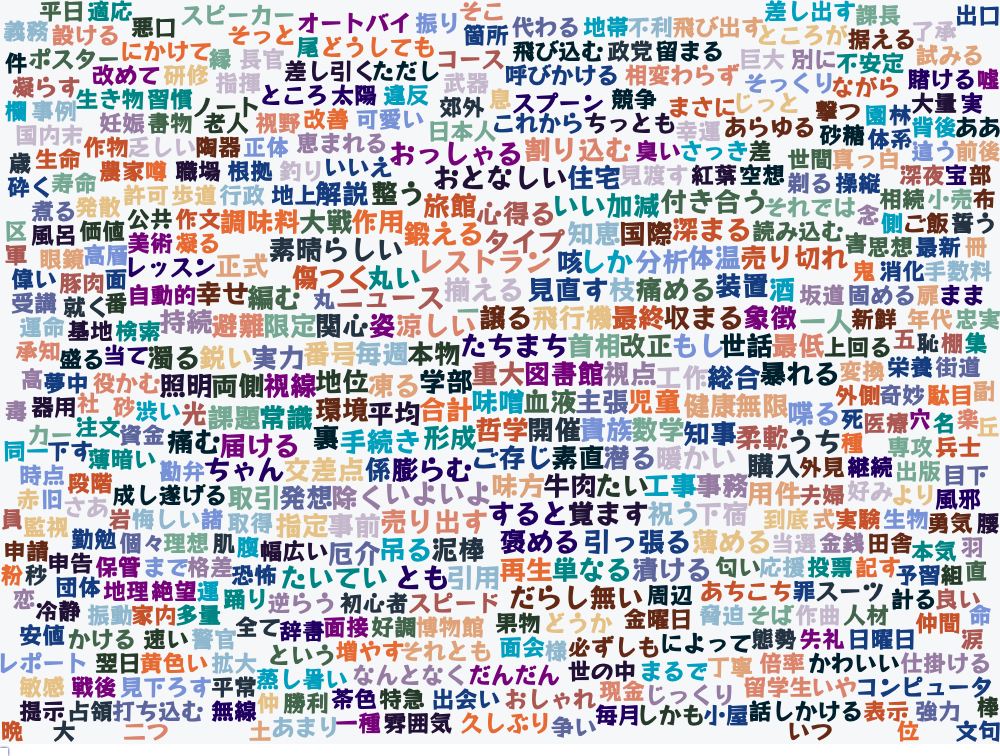 平日 適応 悪口 スピーカー オートバイ 振り そこ 箇所 代わる 地帯 不利 飛び出す 差し出す 課長 出口
義務 設ける にかけて そっと 尾 どうしても 飛び込む 政党 留まる ところが 据える 了承
件 ポスター 縁 長官 コース 巨大 別に 不安定 試みる
凝らす 改めて 研修 指揮 差し引く ただし 武器 呼びかける 相変わらず そっくり ながら 賭ける 嘘
欄 事例 生き物 習慣 ノート ところ 太陽 違反 郊外 息 スプーン 競争 まさに じっと 撃つ 園 林 大量 実
国内 末 妊娠 書物 老人 視野 改善 可愛い 日本人 これから ちっとも 幸運 あらゆる 砂糖 体系 背後 ああ
歳 生命 作物 乏しい 陶器 正体 恵まれる おっしゃる 割り込む 臭い さっき 差 世間 真っ白 違う 前後
砕く 寿命 農家 噂 職場 根拠 釣り いいえ おとなしい 住宅 見渡す 紅葉 空想 剃る 操縦 深夜 宝 部
煮る 発散 許可 歩道 行政 地上 解説 整う 旅館 心得る いい加減 付き合う それでは 念 相続 小売 布
区 風呂 価値 公共 作文 調味料 大戦 作用 鍛える タイプ 知恵 国際 深まる 読み込む 側 ご飯 誓う
軍 眼鏡 高層 美術 凝る 素晴らしい レストラン 咳 しか 分析 体温 売り切れ 書 思想 最新 冊
偉い 豚肉 面 レッスン 正式 傷つく 丸い 鬼 消化 手数料
受講 就く 番 自動的 幸せ 編む 丸 ニュース 揃える 見直す 枝 痛める 装置 酒 坂道 固める 扉 まま
運命 基地 検索 持続 避難 限定 関心 姿 涼しい 一 譲る 飛行機 最終 収まる 象徴 一人 新鮮 年代 忠実
承知 盛る 当て 濁る 鋭い 実力 番号 毎週 本物 たちまち 首相 改正 もし 世話 最低 上回る 五 恥 棚 集
高 夢中 役 かむ 照明 両側 視線 地位 凍る 学部 重大 図書館 視点 工作 総合 暴れる 変換 栄養 街道
毒 器用 社 砂 渋い 光 課題 常識 環境 平均 合計 味噌 血液 主張 児童 健康 無限 喋る 死 外側 奇妙 駄目 副
カー 注文 資金 痛む 届ける 裏 手続き 形成 哲学 開催 貴族 数学 知事 柔軟 うち 種 医療 穴 名 楽 丘
同一 下す 薄暗い 勘弁 ちゃん 交差点 係 膨らむ ご存じ 素直 潜る 暖かい 購入 外見 継続 専攻 兵士
時点 段階 成し遂げる 取引 発想 除く いよいよ 味方 牛肉 たい 工事 事務 用件 夫婦 好み より 出版 目下
赤 旧 さあ 岩 悔しい 諸 取得 指定 事前 売り出す すると 覚ます 祝う 下宿 到底 式 実験 生物 勇気 風邪 腰
員 監視 勤勉 個々 理想 肌 腹 幅広い 厄介 吊る 泥棒 褒める 引っ張る 薄める 当選 金銭 田舎 本気 羽
申請 申告 保管 まで 格差 恐怖 たいてい とも 引用 再生 単なる 漬ける 匂い 応援 投票 記す 予習 組 直
粉 秒 団体 地理 絶望 運 踊り 逆らう 初心者 スピード だらし無い 周辺 あちこち 罪 スーツ 計る 良い
恋 冷静 振動 家内 多量 全て 辞書 面接 好調 博物館 果物 どうか 金曜日 脅迫 そば 作曲 人材 仲間 命
安値 かける 速い 警官 という 増やす それとも 面会 様 必ずしも によって 態勢 失礼 日曜日 涙
レポート 翌日 黄色い 拡大 蒸し暑い なんとなく だんだん 世の中 まるで 丁寧 倍率 かわいい 仕掛ける
敏感 戦後 見下ろす 平常 仲 勝利 茶色 特急 出会い おしゃれ 現金 じっくり 留学生 いや コンピュータ
提示 占領 打ち込む 無線 土 あまり 一種 雰囲気 久しぶり 争い 毎月 しかも 小屋 話しかける 表示 強力 棒
晩 大 二つ いつ 位 文句